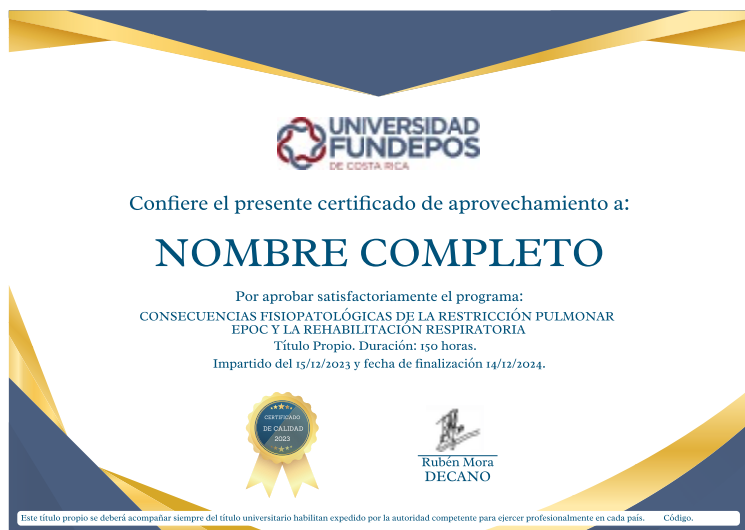 UNIVERSIDAD
FUNDEPOS
DE COSTA RICA
Confiere el presente certificado de aprovechamiento a:
NOMBRE COMPLETO
Por aprobar satisfactoriamente el programa:
CONSECUENCIAS FISIOPATOLÓGICAS DE LA RESTRICCIÓN PULMONAR
EPOC Y LA REHABILITACIÓN RESPIRATORIA
Título Propio. Duración: 150 horas.
Impartido del 15/12/2023 y fecha de finalización 14/12/2024.
CERTIFICADO
DE CALIDAD
2023
Rubén Mora
DECANO
Este título propio se deberá acompañar siempre del título universitario habilitan expedido por la autoridad competente para ejercer profesionalmente en cada país. Código.